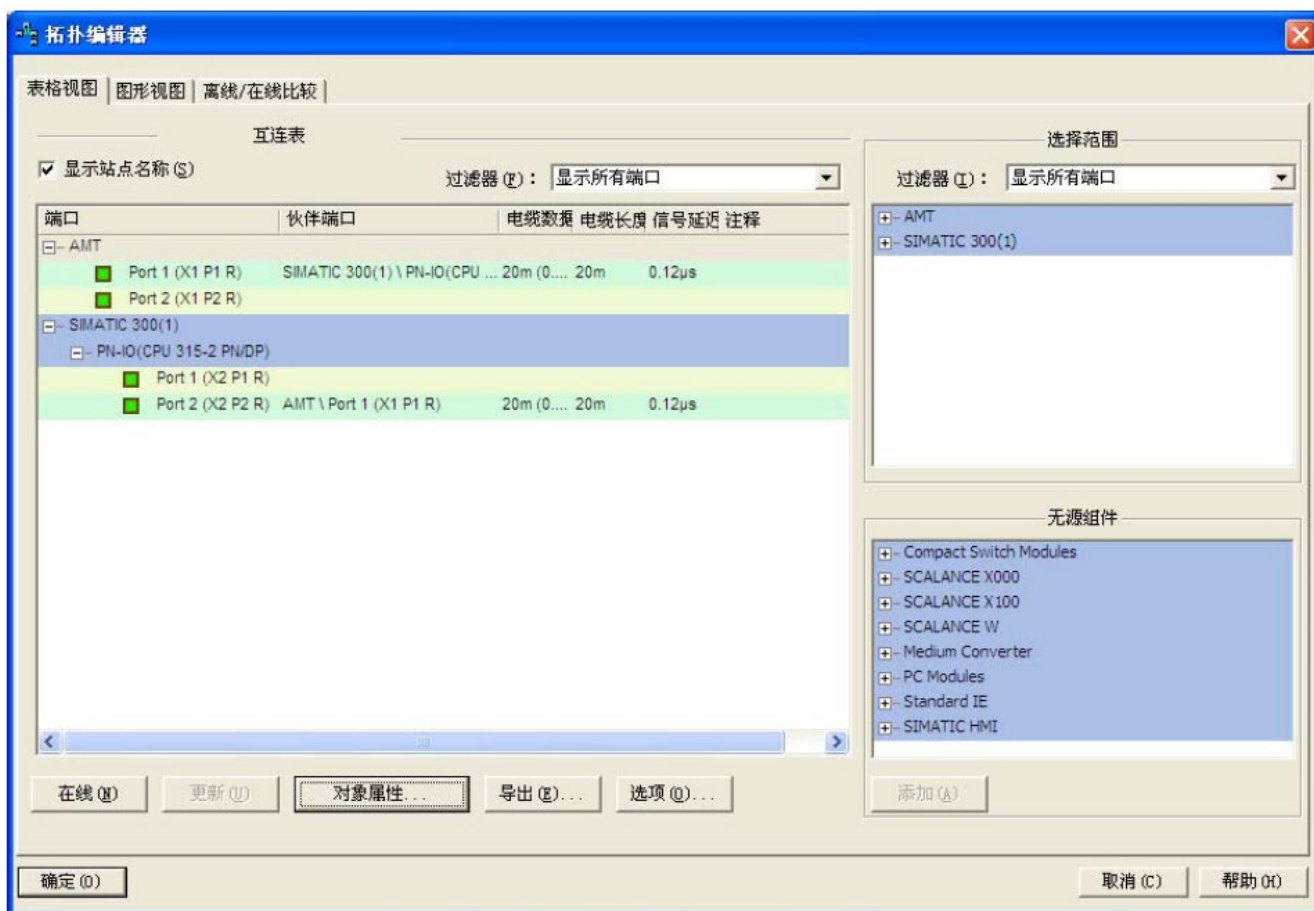 拓扑编辑器
表格视图 图形视图 离线/在线比较
互连表
显示站点名称(S)
过滤器(F)： 显示所有端口
端口 伙伴端口 电缆数据 电缆长度 信号延迟 注释
AMT
Port 1 (X1 P1 R) SIMATIC 300(1) \ PN-IO(CPU ... 20m (0.... 20m 0.12µs
Port 2 (X1 P2 R)
SIMATIC 300(1)
PN-IO(CPU 315-2 PN/DP)
Port 1 (X2 P1 R)
Port 2 (X2 P2 R) AMT \ Port 1 (X1 P1 R) 20m (0.... 20m 0.12µs
在线(N) 更新(U) 对象属性... 导出(E)... 选项(O)...
选择范围
过滤器(I)： 显示所有端口
AMT
SIMATIC 300(1)
无源组件
Compact Switch Modules
SCALANCE X000
SCALANCE X100
SCALANCE W
Medium Converter
PC Modules
Standard IE
SIMATIC HMI
添加(A)
确定(O) 取消(C) 帮助(H)